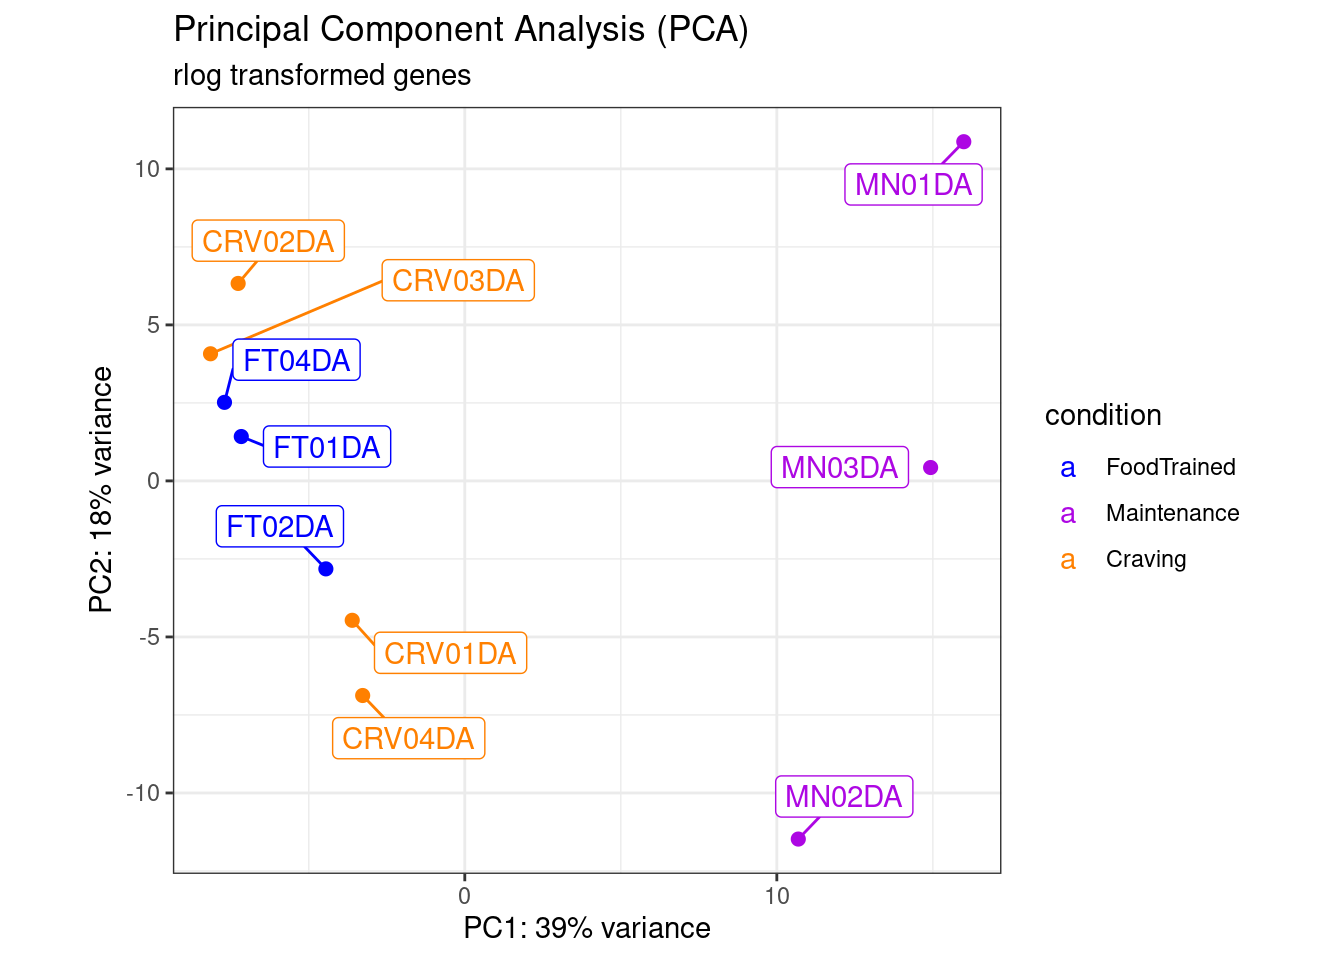 Principal Component Analysis (PCA)
rlog transformed genes
PC2: 18% variance
10
5
0
-5
-10
MN01DA
CRV02DA
CRV03DA
FT04DA
FT01DA
MN03DA
FT02DA
CRV01DA
CRV04DA
MN02DA
0
10
PC1: 39% variance
condition
a FoodTrained
a Maintenance
a Craving